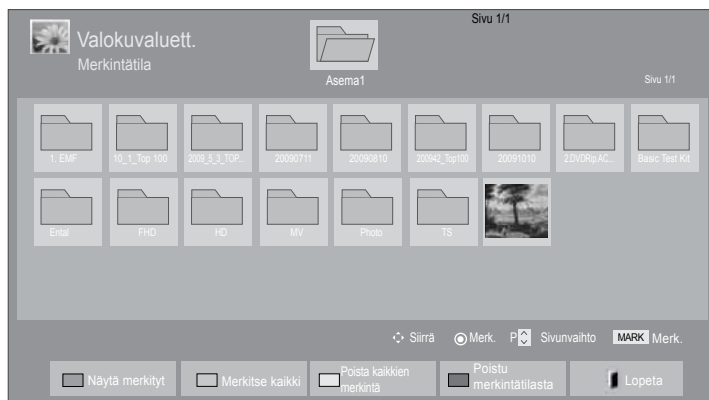 Sivu 1/1
Valokuvaluett.
Merkintätila
Asema1
Sivu 1/1
1. EMF
10_1_Top 100
2009_5_3_TOP...
20090711
20090810
200942_Top100
20091010
2.DVDRip.AC...
Basic Test Kit
Ental
FHD
HD
MV
Photo
TS
Siirrä
Merk.
P
Sivunvaihto
MARK Merk.
Näytä merkityt
Merkitse kaikki
Poista kaikkien
merkintä
Poistu
merkintätilasta
Lopeta